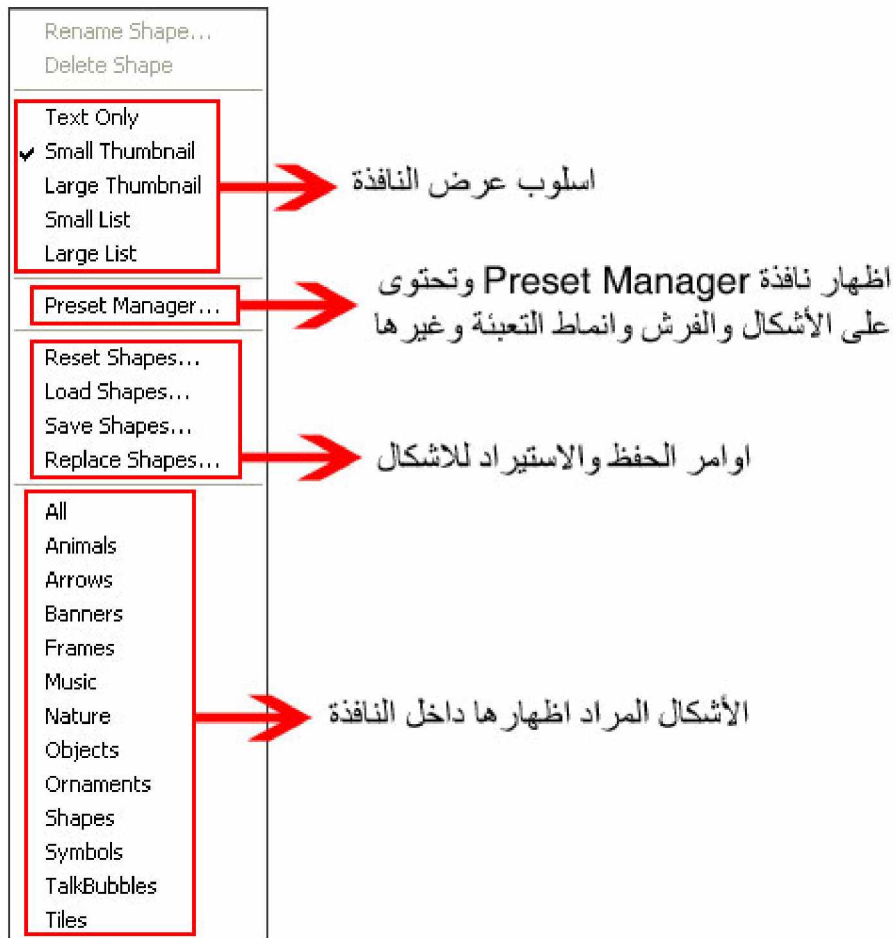 Rename Shape...
Delete Shape
Text Only
Small Thumbnail
Large Thumbnail
Small List
Large List
اسلوب عرض النافذة
Preset Manager...
اظهار نافذة Preset Manager وتحتوى
على الأشكال والفرش وانماط التعبئة وغيرها
Reset Shapes...
Load Shapes...
Save Shapes...
Replace Shapes...
اوامر الحفظ والاستيراد للاشكال
All
Animals
Arrows
Banners
Frames
Music
Nature
Objects
Ornaments
Shapes
Symbols
TalkBubbles
Tiles
الأشكال المراد اظهارها داخل النافذة